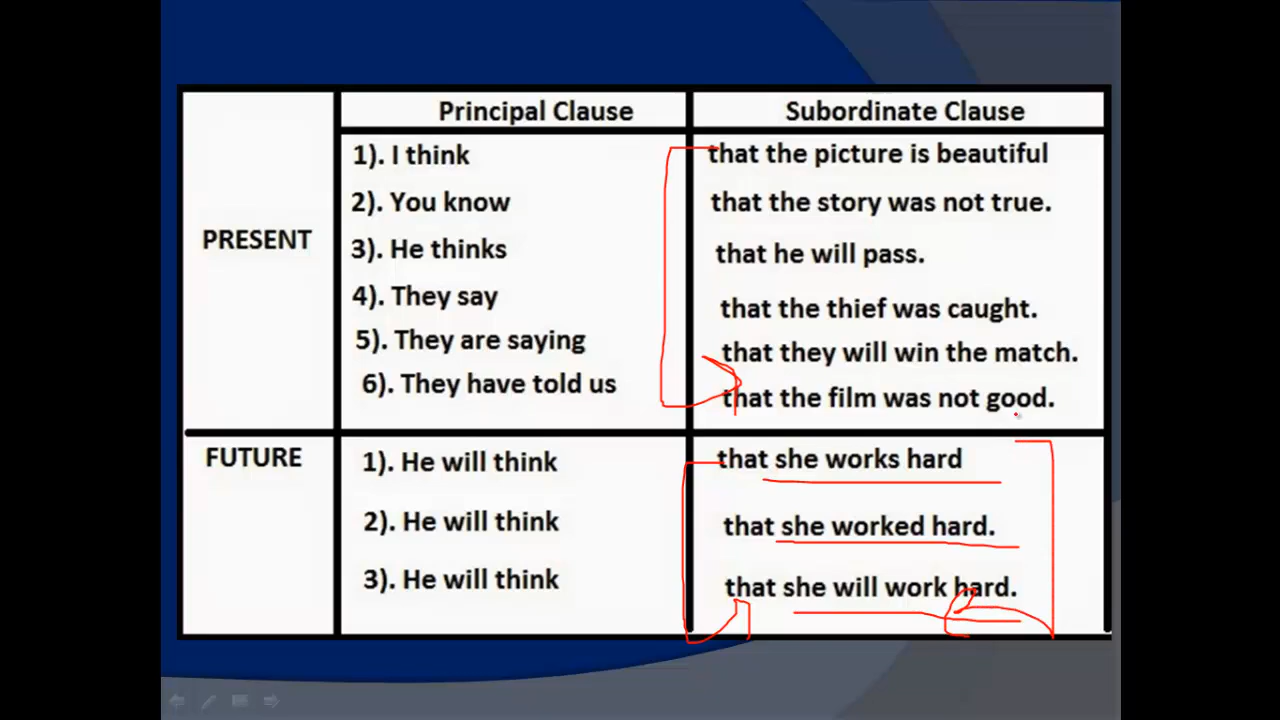 Principal Clause Subordinate Clause
PRESENT
1). I think that the picture is beautiful
2). You know that the story was not true.
3). He thinks that he will pass.
4). They say that the thief was caught.
5). They are saying that they will win the match.
6). They have told us that the film was not good.
FUTURE
1). He will think that she works hard
2). He will think that she worked hard.
3). He will think that she will work hard.